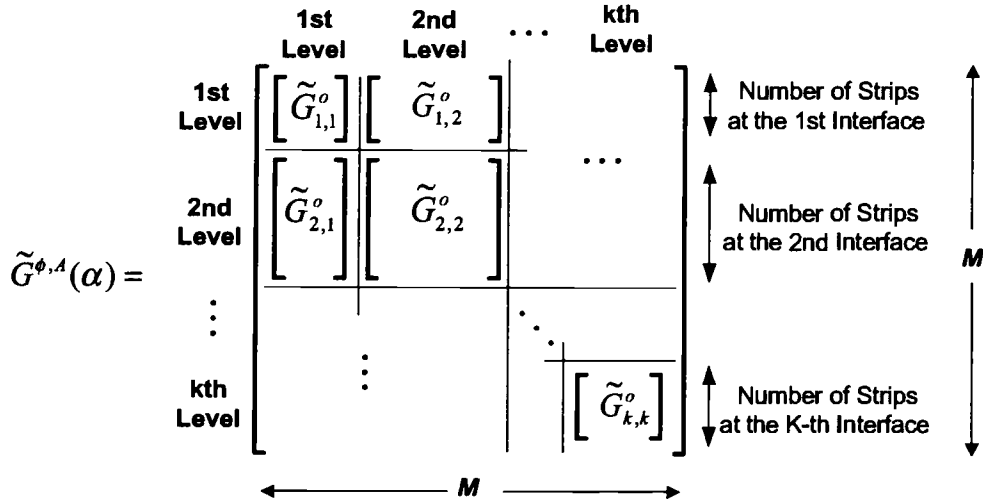 1st Level 2nd Level ⋯ kth Level
1st Level [G̃°₁,₁] [G̃°₁,₂] Number of Strips at the 1st Interface
⋯
2nd Level [G̃°₂,₁] [G̃°₂,₂] Number of Strips at the 2nd Interface
G̃^{ϕ,A}(α) =
M
⋮ ⋮ ⋱
kth Level [G̃°ₖ,ₖ] Number of Strips at the K-th Interface
M